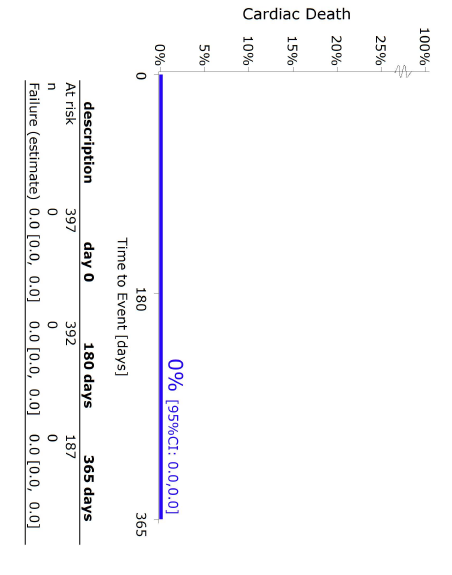 Cardiac Death
100%
25%
20%
15%
10%
5%
0%
0% [95%CI: 0.0,0.0]
0 180 365
Time to Event [days]
description day 0 180 days 365 days
At risk 397 392 187
n 0 0 0
Failure (estimate) 0.0 [0.0, 0.0] 0.0 [0.0, 0.0] 0.0 [0.0, 0.0]